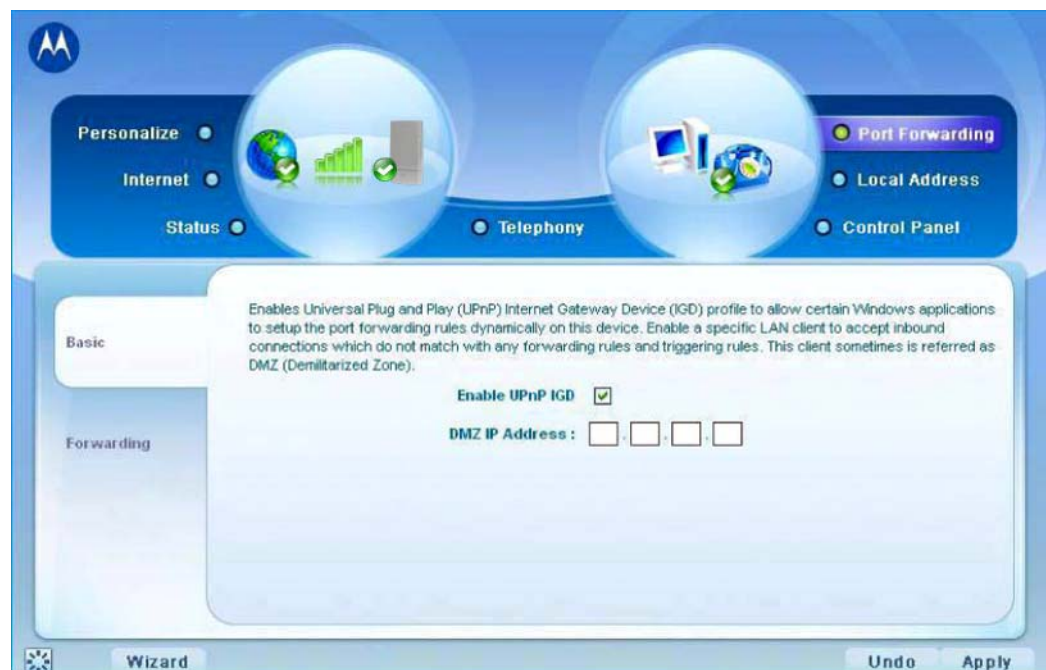 Personalize
Internet
Status
Telephony
Port Forwarding
Local Address
Control Panel
Basic
Forwarding
Enables Universal Plug and Play (UPnP) Internet Gateway Device (IGD) profile to allow certain Windows applications
to setup the port forwarding rules dynamically on this device. Enable a specific LAN client to accept inbound
connections which do not match with any forwarding rules and triggering rules. This client sometimes is referred as
DMZ (Demilitarized Zone).
Enable UPnP IGD
DMZ IP Address :
. . .
Wizard
Undo
Apply